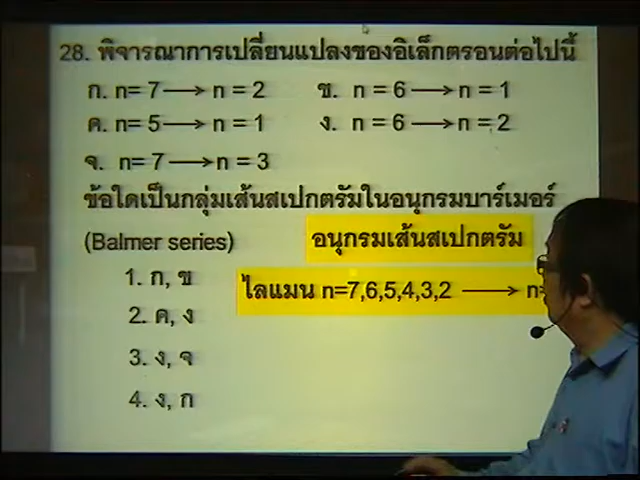 28. พิจารณาการเปลี่ยนแปลงของอิเล็กตรอนต่อไปนี้
ก. n= 7 → n = 2 ข. n = 6 → n = 1
ค. n= 5 → n = 1 ง. n = 6 → n = 2
จ. n= 7 → n = 3
ข้อใดเป็นกลุ่มเส้นสเปกตรัมในอนุกรมบาร์เมอร์
(Balmer series) อนุกรมเส้นสเปกตรัม
1. ก, ข
ไลแมน n=7,6,5,4,3,2 → n=
2. ค, ง
3. ง, จ
4. ง, ก